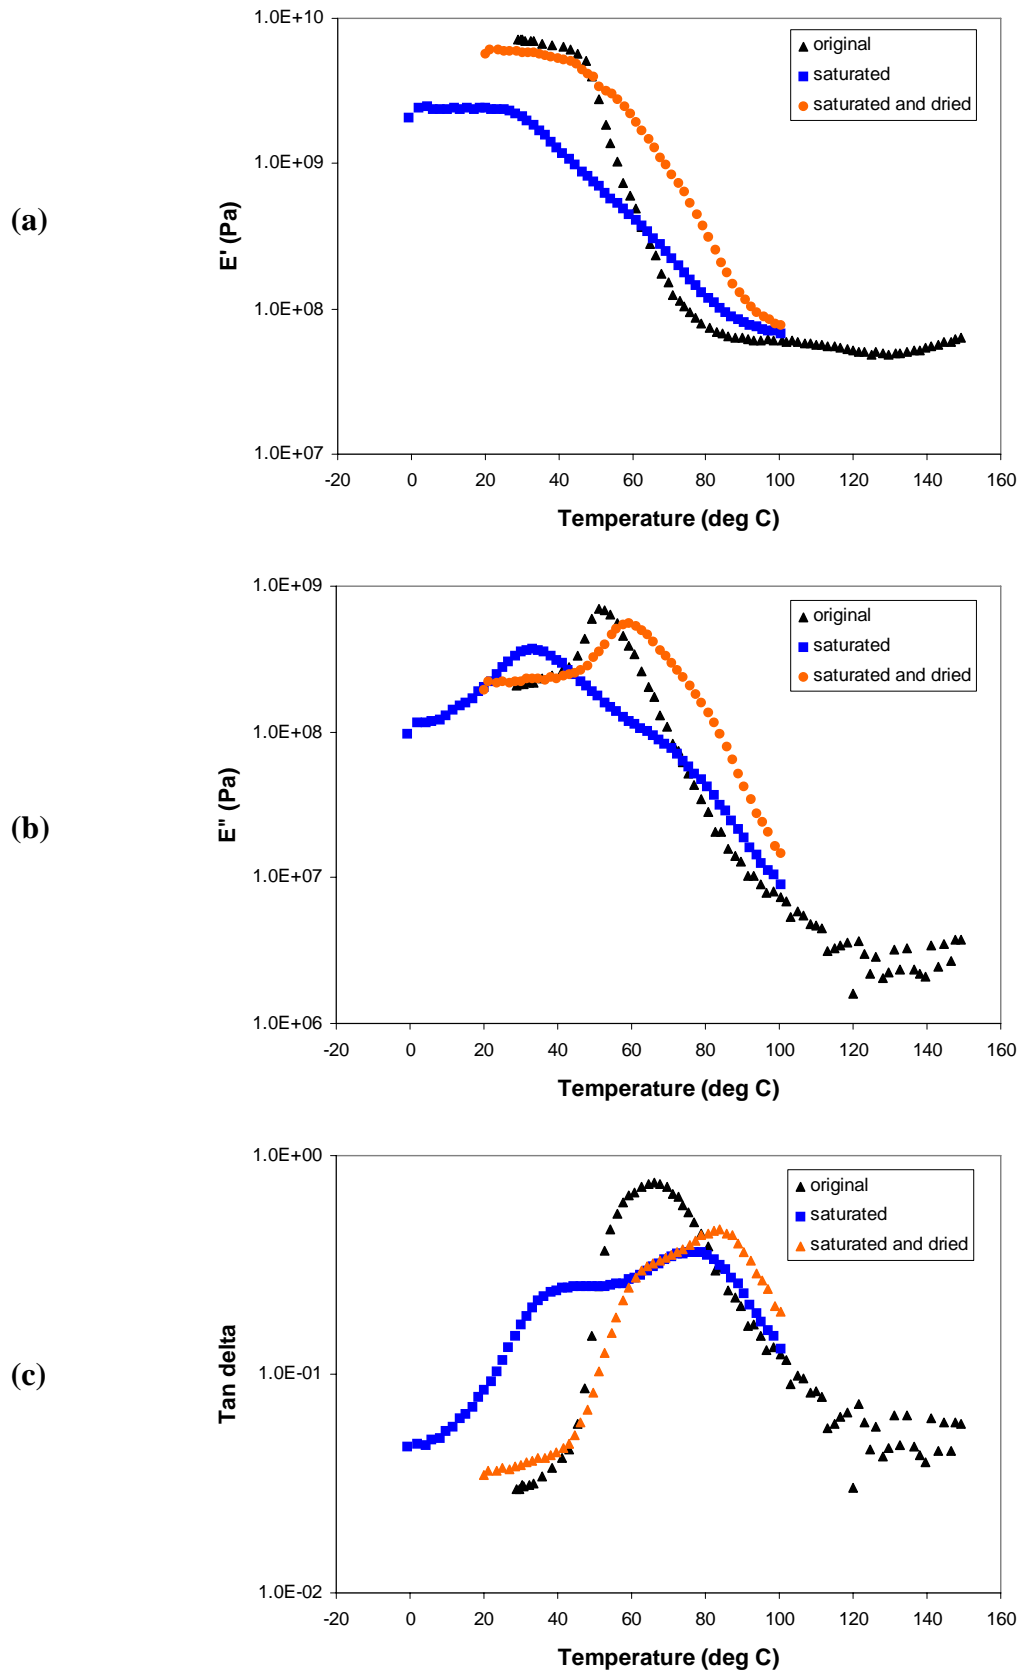 (a)
E' (Pa)
1.0E+10
1.0E+09
1.0E+08
1.0E+07
original
saturated
saturated and dried
-20 0 20 40 60 80 100 120 140 160
Temperature (deg C)
(b)
E" (Pa)
1.0E+09
1.0E+08
1.0E+07
1.0E+06
original
saturated
saturated and dried
-20 0 20 40 60 80 100 120 140 160
Temperature (deg C)
(c)
Tan delta
1.0E+00
1.0E-01
1.0E-02
original
saturated
saturated and dried
-20 0 20 40 60 80 100 120 140 160
Temperature (deg C)